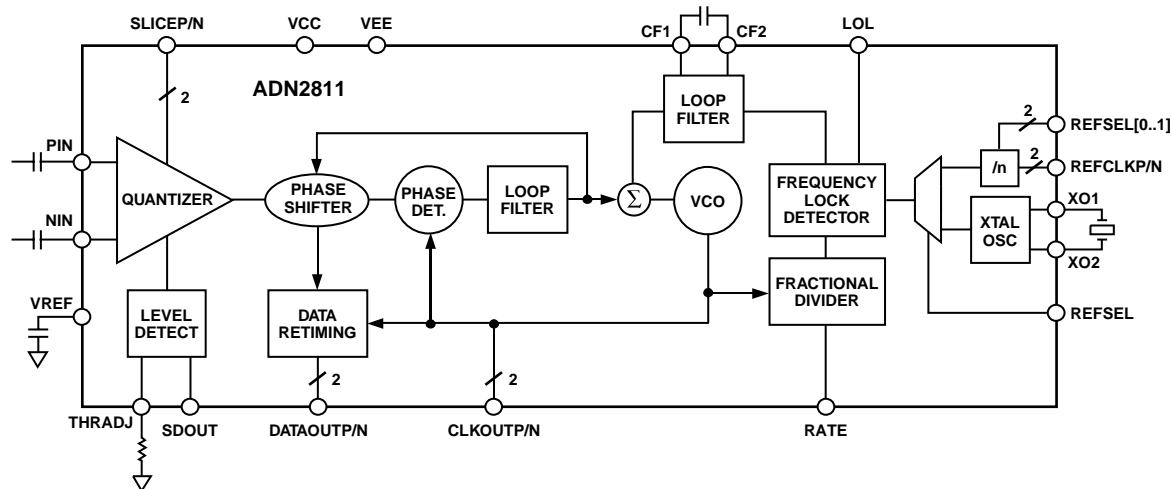 SLICEP/N
VCC
VEE
CF1
CF2
LOL
2
ADN2811
LOOP
FILTER
2
REFSEL[0..1]
PIN
/n
2
REFCLKP/N
QUANTIZER
PHASE
SHIFTER
PHASE
DET.
LOOP
FILTER
Σ
VCO
FREQUENCY
LOCK
DETECTOR
XTAL
OSC
XO1
XO2
NIN
VREF
LEVEL
DETECT
DATA
RETIMING
FRACTIONAL
DIVIDER
REFSEL
2
2
THRADJ
SDOUT
DATAOUTP/N
CLKOUTP/N
RATE